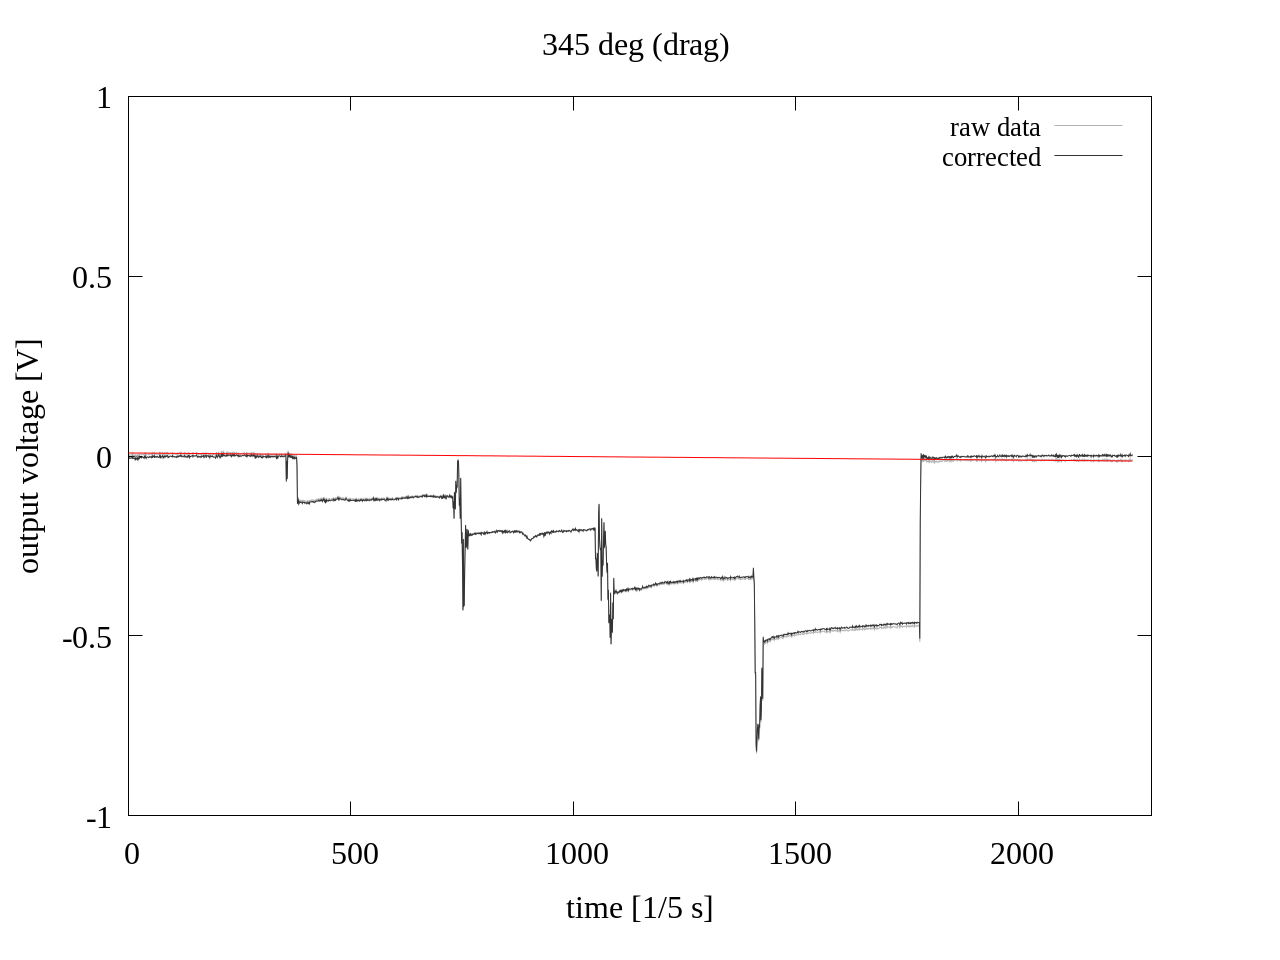 345 deg (drag)
1
0.5
0
-0.5
-1
output voltage [V]
raw data
corrected
0 500 1000 1500 2000
time [1/5 s]